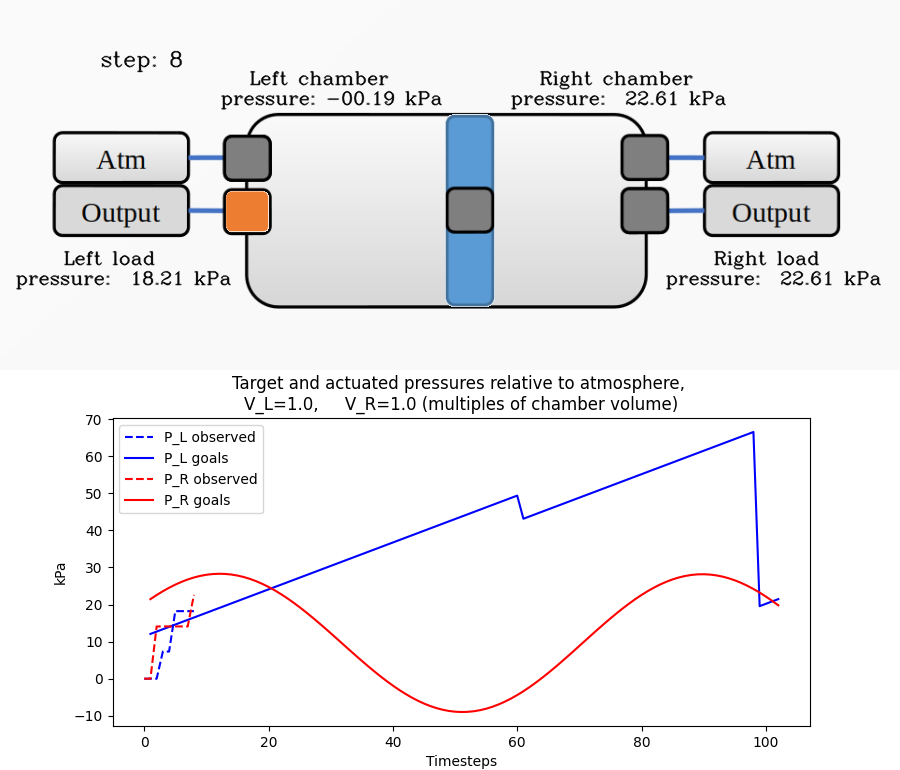 step: 8
Left chamber
pressure: -00.19 kPa
Right chamber
pressure: 22.61 kPa
Atm
Output
Atm
Output
Left load
pressure: 18.21 kPa
Right load
pressure: 22.61 kPa
Target and actuated pressures relative to atmosphere,
V_L=1.0, V_R=1.0 (multiples of chamber volume)
P_L observed
P_L goals
P_R observed
P_R goals
kPa
70
60
50
40
30
20
10
0
−10
0 20 40 60 80 100
Timesteps